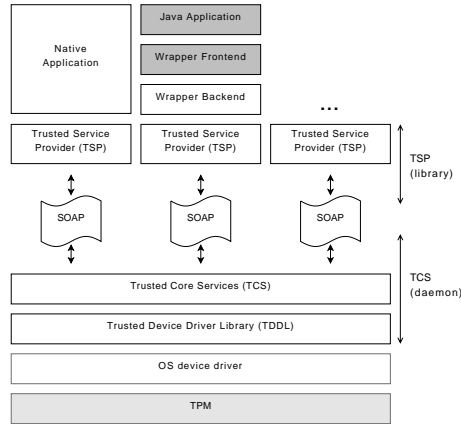 Native
Application
Java Application
Wrapper Frontend
Wrapper Backend
...
Trusted Service
Provider (TSP)
Trusted Service
Provider (TSP)
Trusted Service
Provider (TSP)
TSP
(library)
SOAP
SOAP
SOAP
TCS
(daemon)
Trusted Core Services (TCS)
Trusted Device Driver Library (TDDL)
OS device driver
TPM